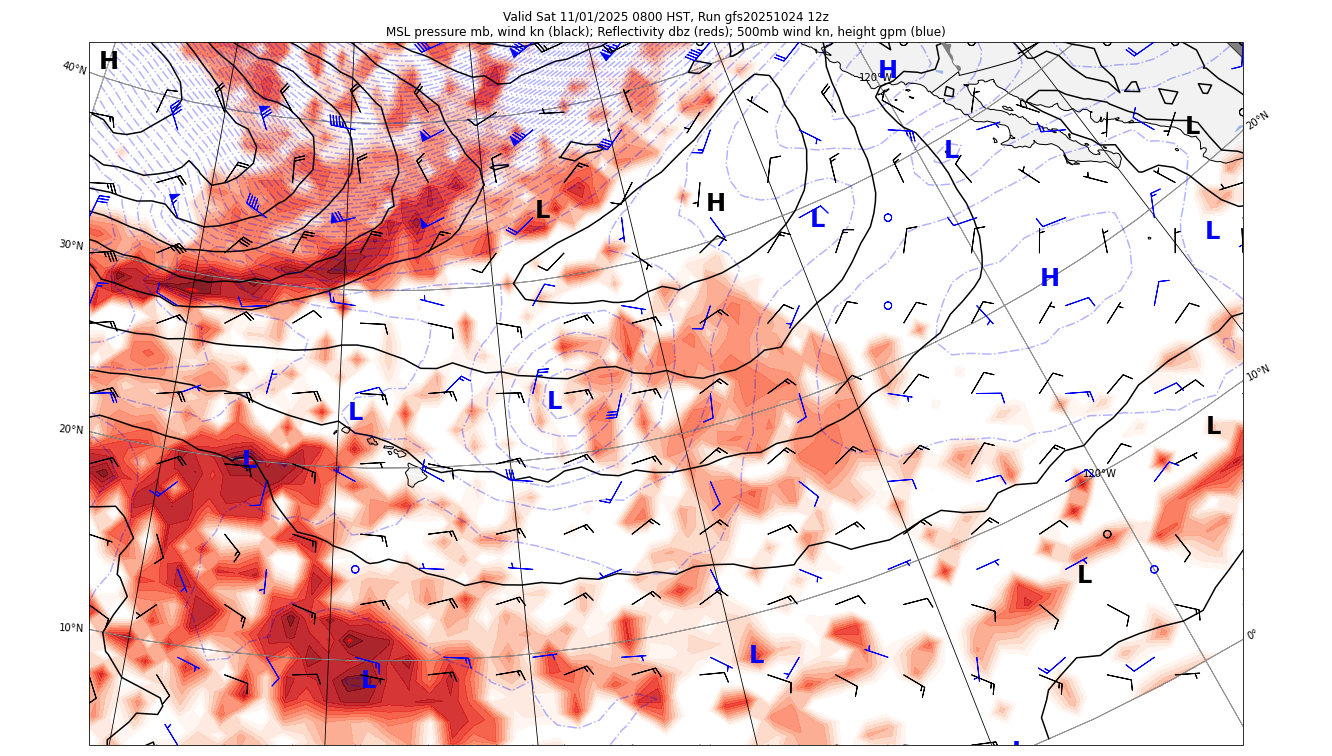 Valid Sat 11/01/2025 0800 HST, Run gfs20251024 12z
MSL pressure mb, wind kn (black); Reflectivity dbz (reds); 500mb wind kn, height gpm (blue)
H
H
40°N
120°W
20°N
L
L
H
L
L
L
30°N
H
10°N
L
L
L
20°N
L
120°W
L
10°N
0°
L
L
L